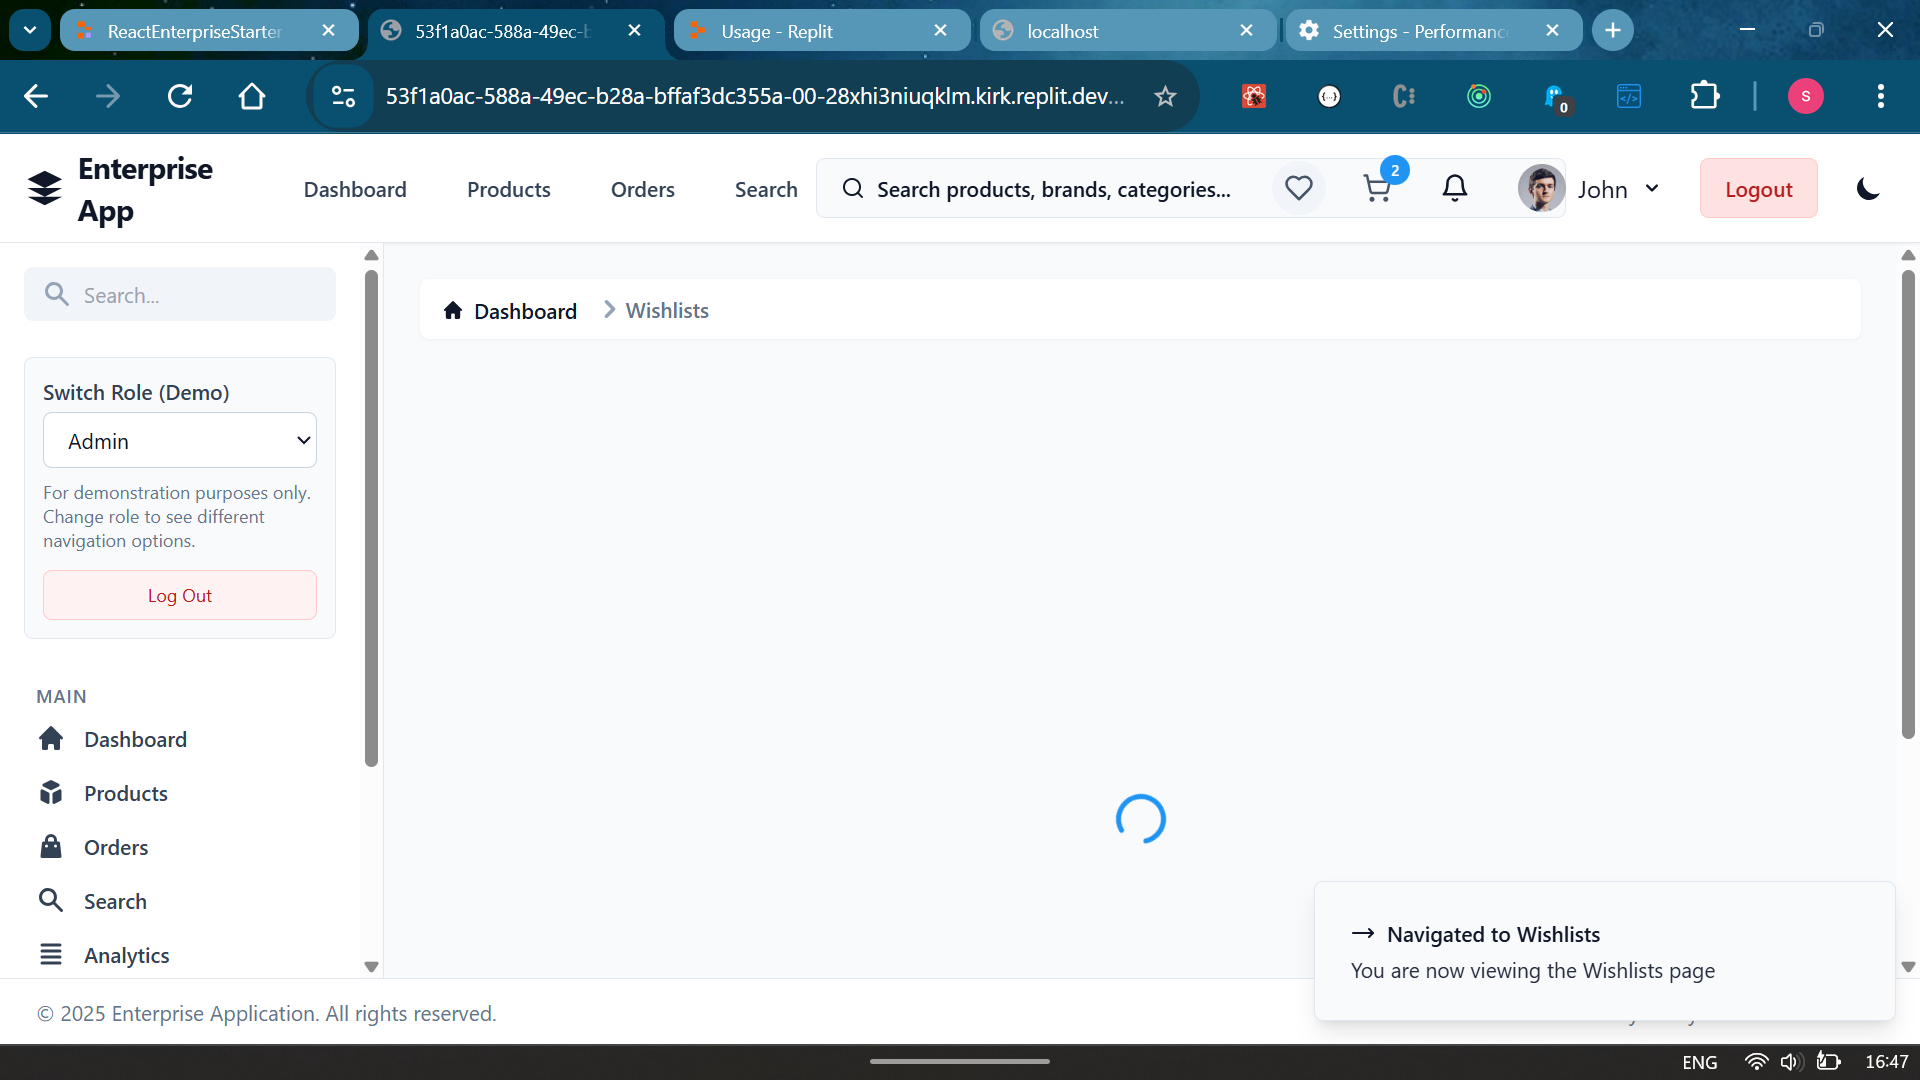 ReactEnterpriseStarter
53f1a0ac-588a-49ec-b
Usage - Replit
localhost
Settings - Performance
53f1a0ac-588a-49ec-b28a-bffaf3dc355a-00-28xhi3niuqklm.kirk.replit.dev...
0
S
Enterprise
App
Dashboard
Products
Orders
Search
Search products, brands, categories...
2
John
Logout
Search...
Dashboard
Wishlists
Switch Role (Demo)
Admin
For demonstration purposes only.
Change role to see different
navigation options.
Log Out
MAIN
Dashboard
Products
Orders
Search
Analytics
Navigated to Wishlists
You are now viewing the Wishlists page
© 2025 Enterprise Application. All rights reserved.
ENG
16:47